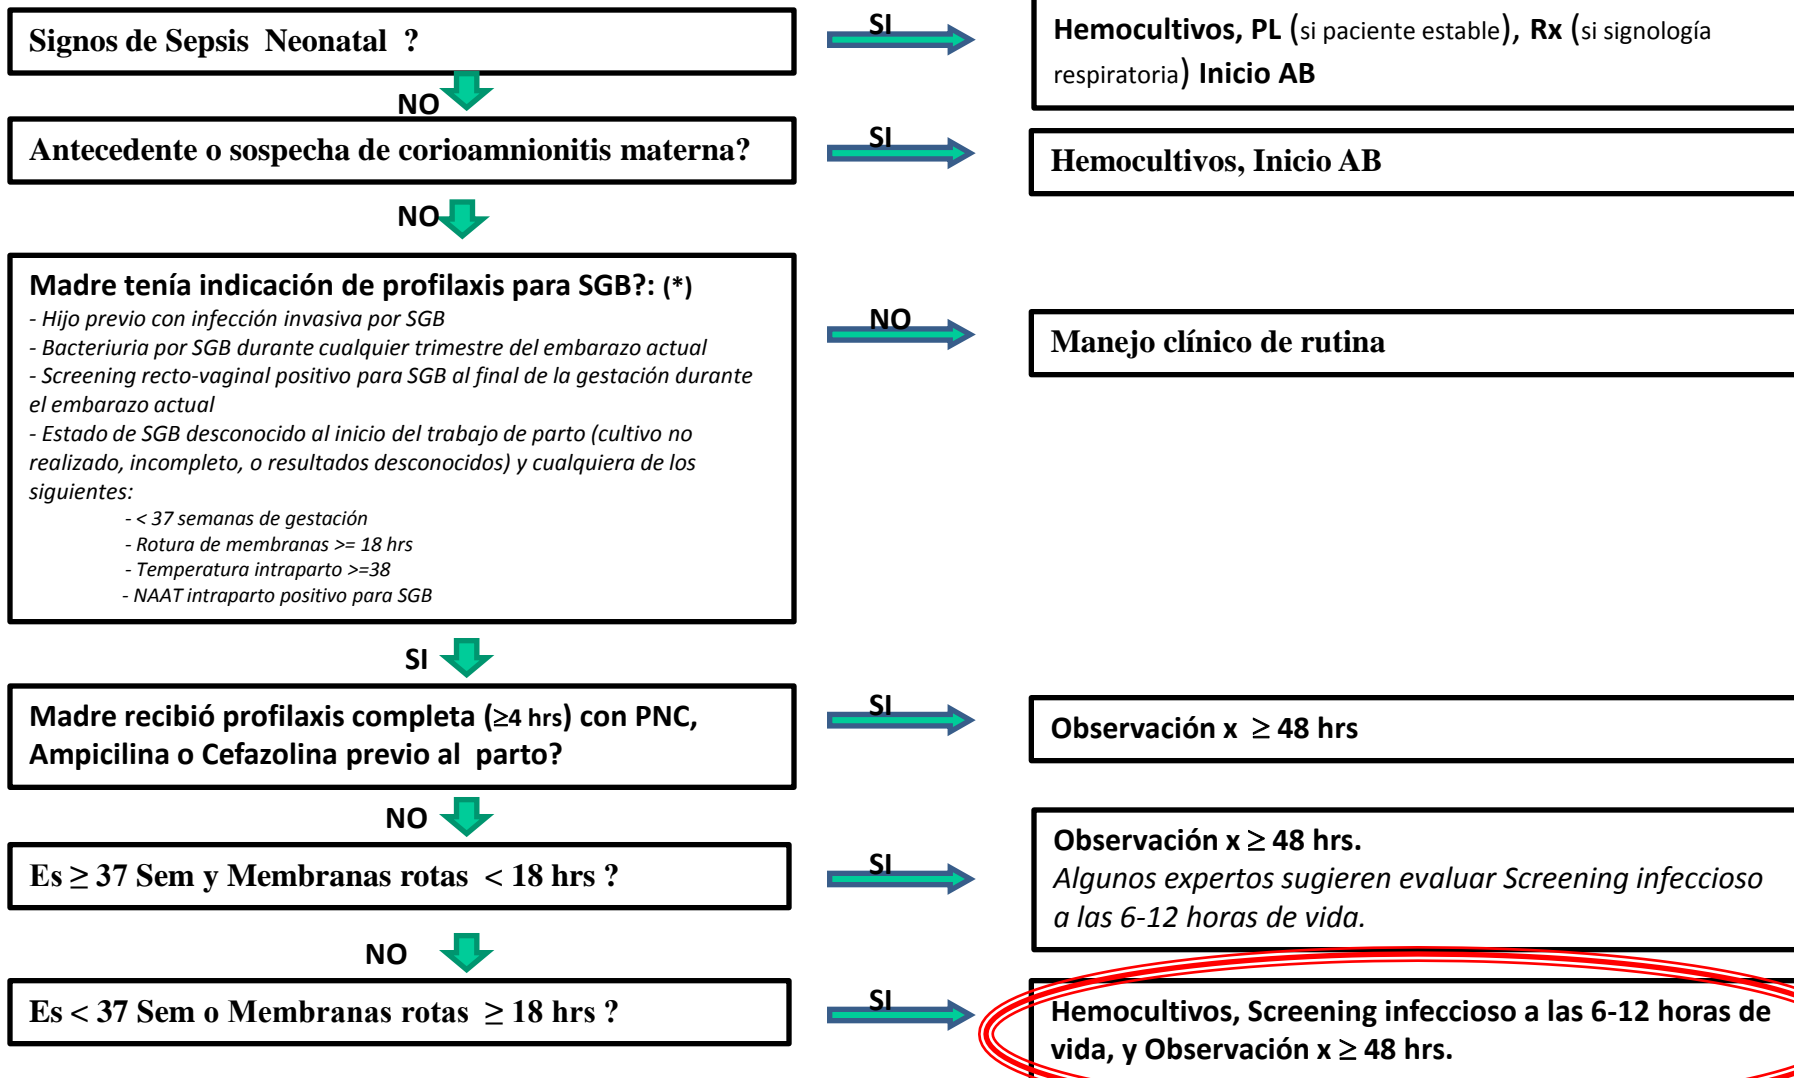 Signos de Sepsis Neonatal ?
SI
Hemocultivos, PL (si paciente estable), Rx (si signología
respiratoria) Inicio AB
NO
Antecedente o sospecha de corioamnionitis materna?
SI
Hemocultivos, Inicio AB
NO
Madre tenía indicación de profilaxis para SGB?: (*)
- Hijo previo con infección invasiva por SGB
- Bacteriuria por SGB durante cualquier trimestre del embarazo actual
- Screening recto-vaginal positivo para SGB al final de la gestación durante
el embarazo actual
- Estado de SGB desconocido al inicio del trabajo de parto (cultivo no
realizado, incompleto, o resultados desconocidos) y cualquiera de los
siguientes:
- < 37 semanas de gestación
- Rotura de membranas >= 18 hrs
- Temperatura intraparto >=38
- NAAT intraparto positivo para SGB
NO
Manejo clínico de rutina
SI
Madre recibió profilaxis completa (≥4 hrs) con PNC,
Ampicilina o Cefazolina previo al parto?
SI
Observación x ≥ 48 hrs
NO
Es ≥ 37 Sem y Membranas rotas < 18 hrs ?
SI
Observación x ≥ 48 hrs.
Algunos expertos sugieren evaluar Screening infeccioso
a las 6-12 horas de vida.
NO
Es < 37 Sem o Membranas rotas ≥ 18 hrs ?
SI
Hemocultivos, Screening infeccioso a las 6-12 horas de
vida, y Observación x ≥ 48 hrs.